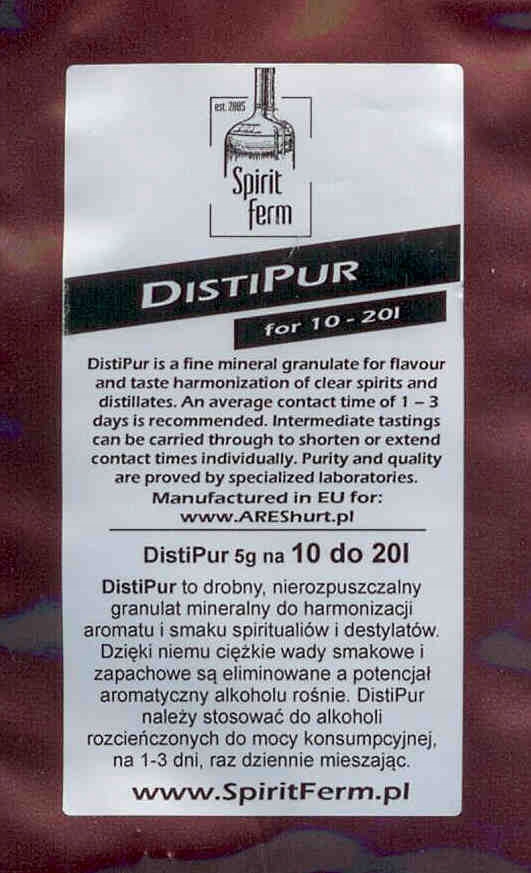 est. 2005
Spirit
ferm
DISTIPUR
for 10 - 20l
DistiPur is a fine mineral granulate for flavour
and taste harmonization of clear spirits and
distillates. An average contact time of 1 – 3
days is recommended. Intermediate tastings
can be carried through to shorten or extend
contact times individually. Purity and quality
are proved by specialized laboratories.
Manufactured in EU for:
www.AREShurt.pl
DistiPur 5g na 10 do 20l
DistiPur to drobny, nierozpuszczalny
granulat mineralny do harmonizacji
aromatu i smaku spiritualiów i destylatów.
Dzięki niemu ciężkie wady smakowe i
zapachowe są eliminowane a potencjał
aromatyczny alkoholu rośnie. DistiPur
należy stosować do alkoholi
rozcieńczonych do mocy konsumpcyjnej,
na 1-3 dni, raz dziennie mieszając.
www.SpiritFerm.pl